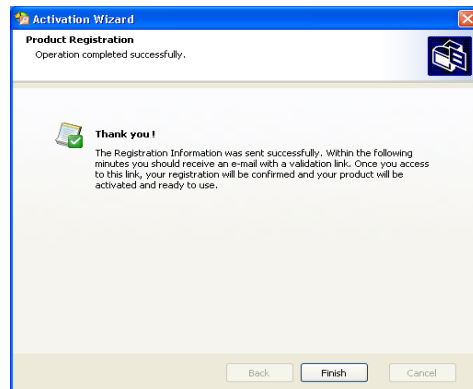 Activation Wizard
Product Registration
Operation completed successfully.
Thank you !
The Registration Information was sent successfully. Within the following
minutes you should receive an e-mail with a validation link. Once you access
to this link, your registration will be confirmed and your product will be
activated and ready to use.
Back
Finish
Cancel